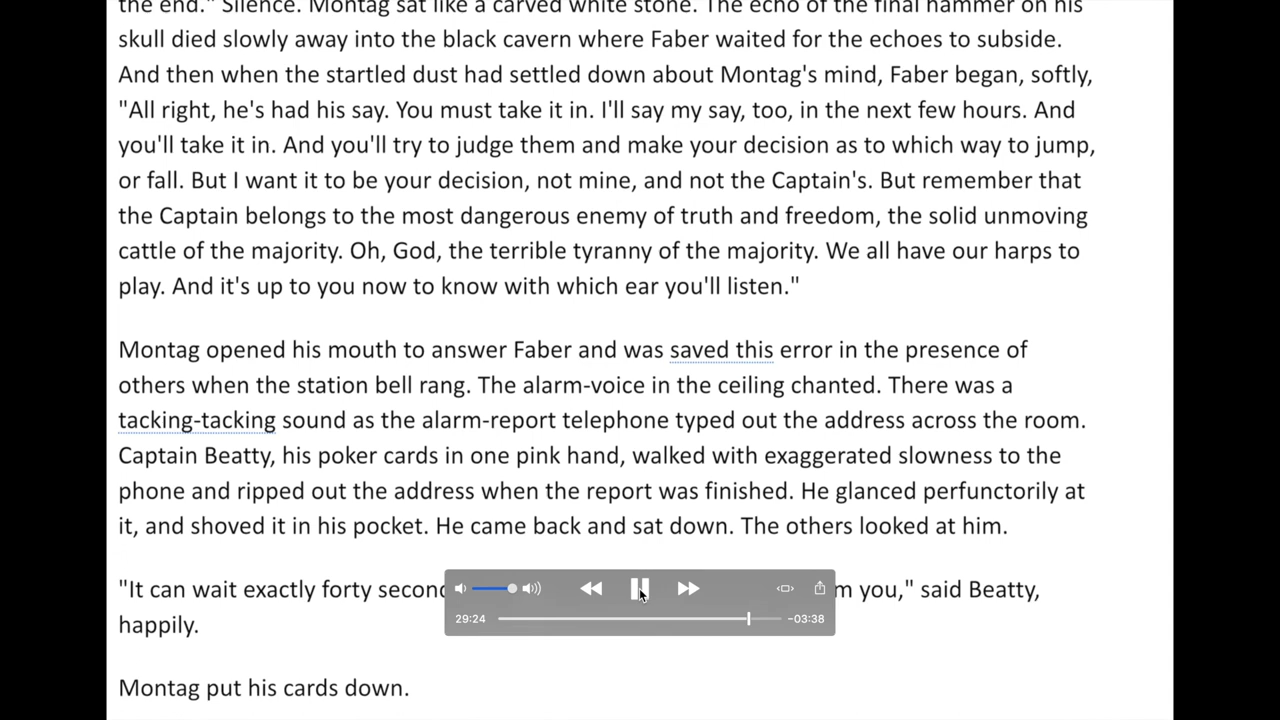 the end." Silence. Montag sat like a carved white stone. The echo of the final hammer on his
skull died slowly away into the black cavern where Faber waited for the echoes to subside.
And then when the startled dust had settled down about Montag's mind, Faber began, softly,
"All right, he's had his say. You must take it in. I'll say my say, too, in the next few hours. And
you'll take it in. And you'll try to judge them and make your decision as to which way to jump,
or fall. But I want it to be your decision, not mine, and not the Captain's. But remember that
the Captain belongs to the most dangerous enemy of truth and freedom, the solid unmoving
cattle of the majority. Oh, God, the terrible tyranny of the majority. We all have our harps to
play. And it's up to you now to know with which ear you'll listen."
Montag opened his mouth to answer Faber and was saved this error in the presence of
others when the station bell rang. The alarm-voice in the ceiling chanted. There was a
tacking-tacking sound as the alarm-report telephone typed out the address across the room.
Captain Beatty, his poker cards in one pink hand, walked with exaggerated slowness to the
phone and ripped out the address when the report was finished. He glanced perfunctorily at
it, and shoved it in his pocket. He came back and sat down. The others looked at him.
"It can wait exactly forty you," said Beatty,
29:24 -03:38
happily.
Montag put his cards down.